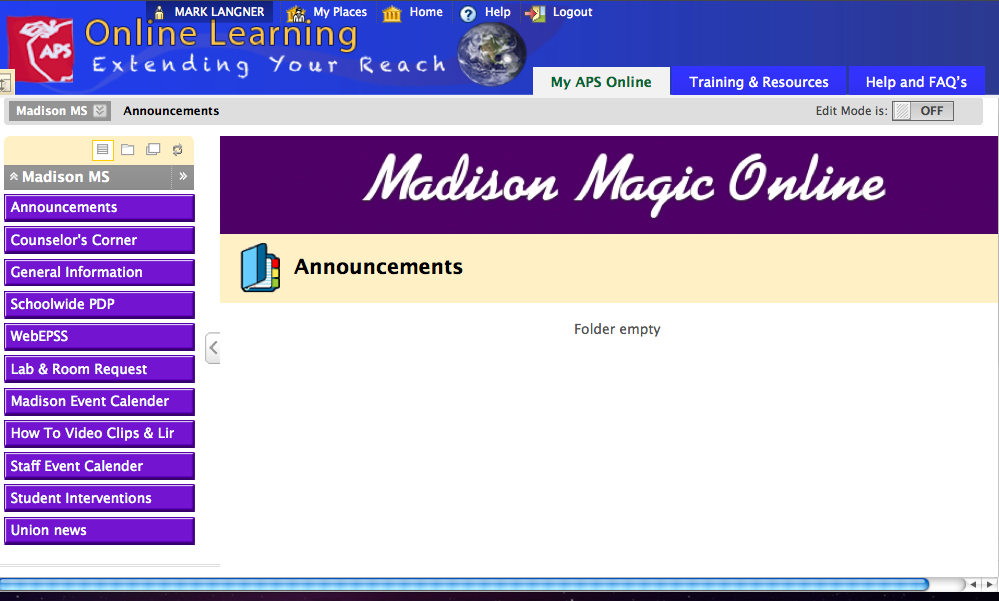 MARK LANGNER My Places Home Help Logout
APS
Online Learning
Extending Your Reach
My APS Online Training & Resources Help and FAQ's
Madison MS Announcements Edit Mode is: OFF
Madison MS
Announcements
Counselor's Corner
General Information
Schoolwide PDP
WebEPSS
Lab & Room Request
Madison Event Calender
How To Video Clips & Lir
Staff Event Calender
Student Interventions
Union news
Madison Magic Online
Announcements
Folder empty